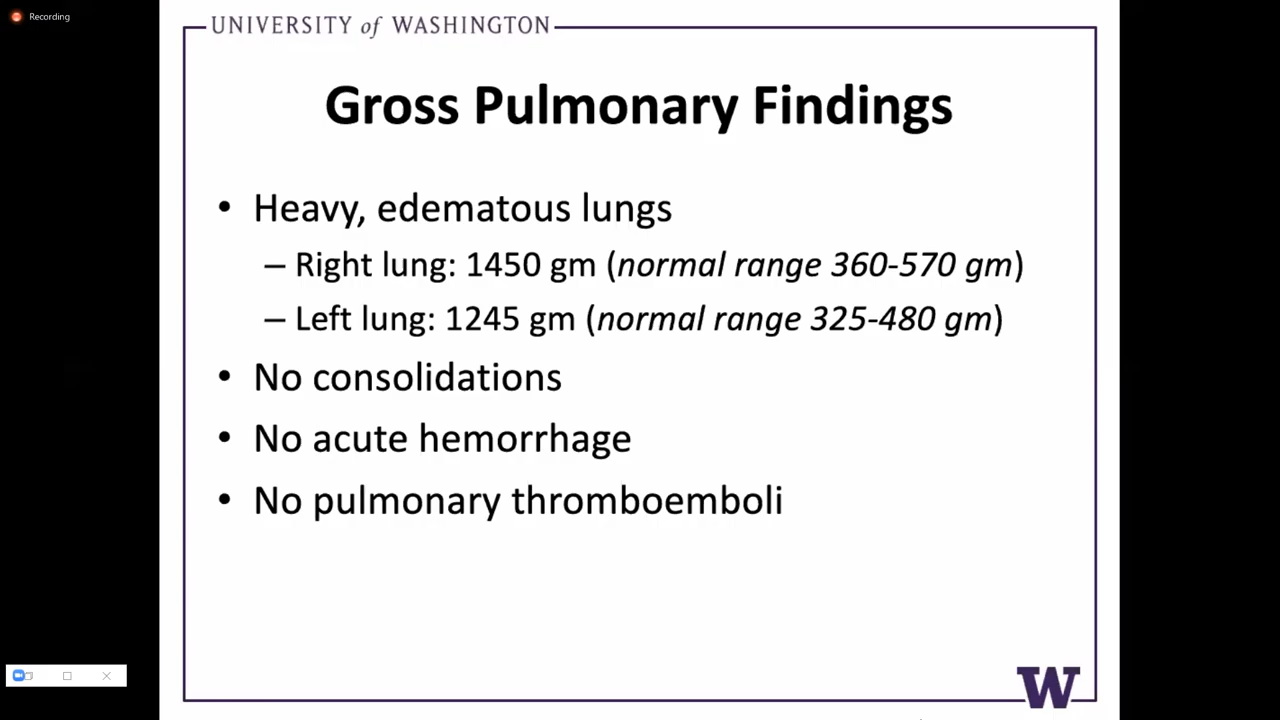 Recording
UNIVERSITY of WASHINGTON
Gross Pulmonary Findings
• Heavy, edematous lungs
– Right lung: 1450 gm (normal range 360-570 gm)
– Left lung: 1245 gm (normal range 325-480 gm)
• No consolidations
• No acute hemorrhage
• No pulmonary thromboemboli
W